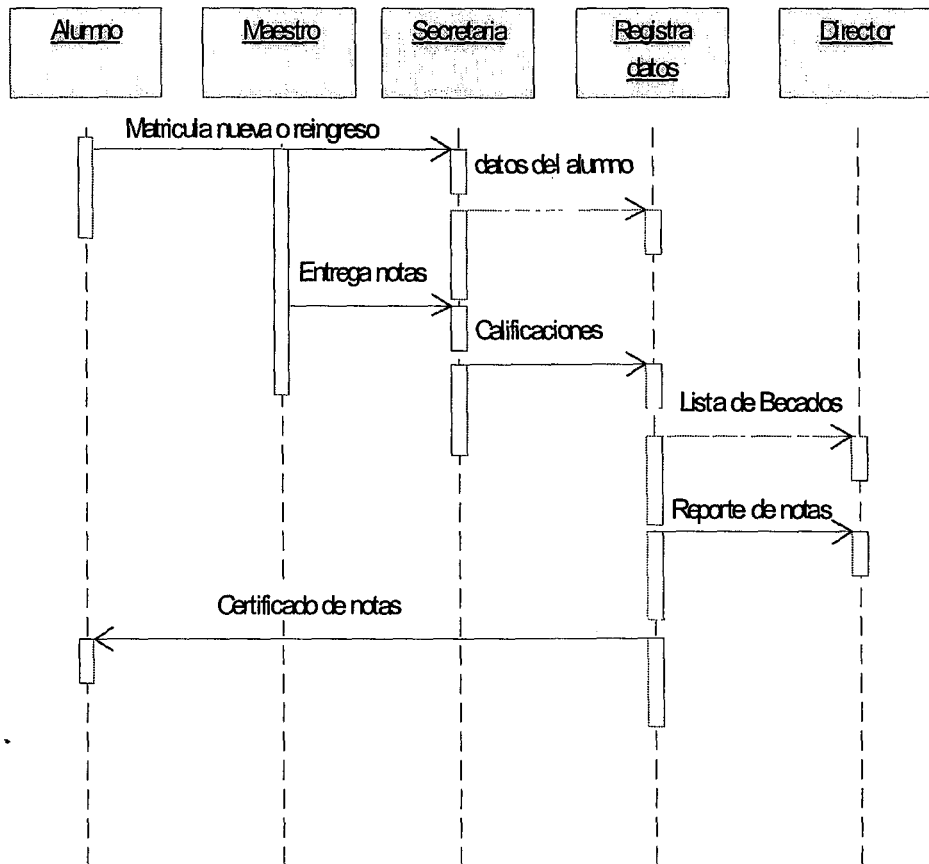 Alumno
Maestro
Secretaria
Registra
datos
Director
Matricula nueva o reingreso
datos del alumno
Entrega notas
Calificaciones
Lista de Becados
Reporte de notas
Certificado de notas